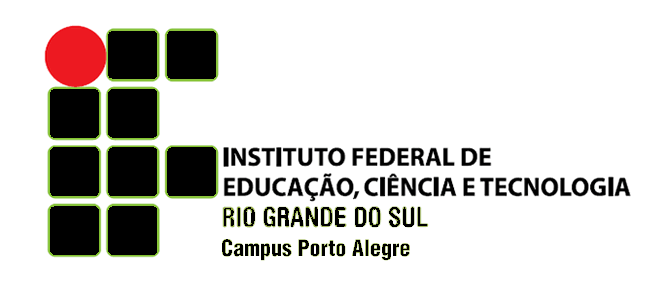 INSTITUTO FEDERAL DE
EDUCAÇÃO, CIÊNCIA E TECNOLOGIA
RIO GRANDE DO SUL
Campus Porto Alegre